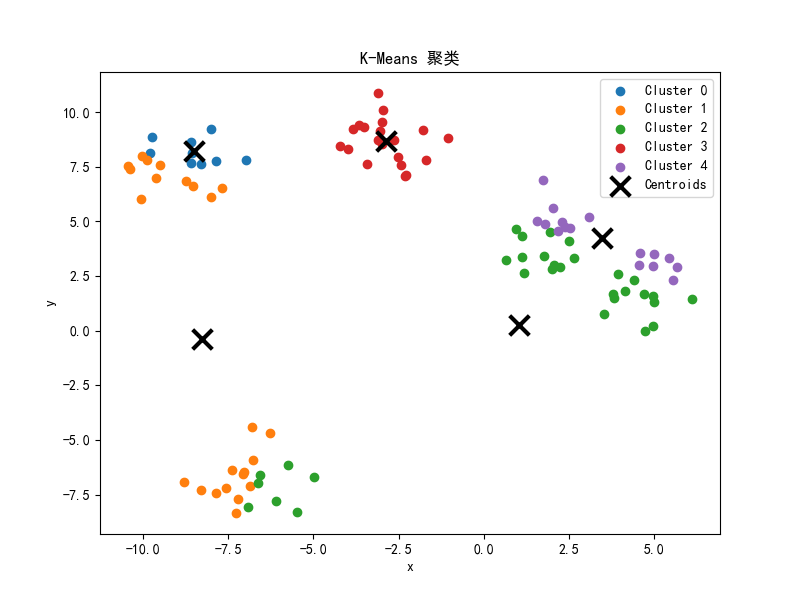 K-Means 聚类
Cluster 0
Cluster 1
Cluster 2
Cluster 3
Cluster 4
Centroids
10.0
7.5
5.0
2.5
0.0
-2.5
-5.0
-7.5
y
-10.0 -7.5 -5.0 -2.5 0.0 2.5 5.0
x